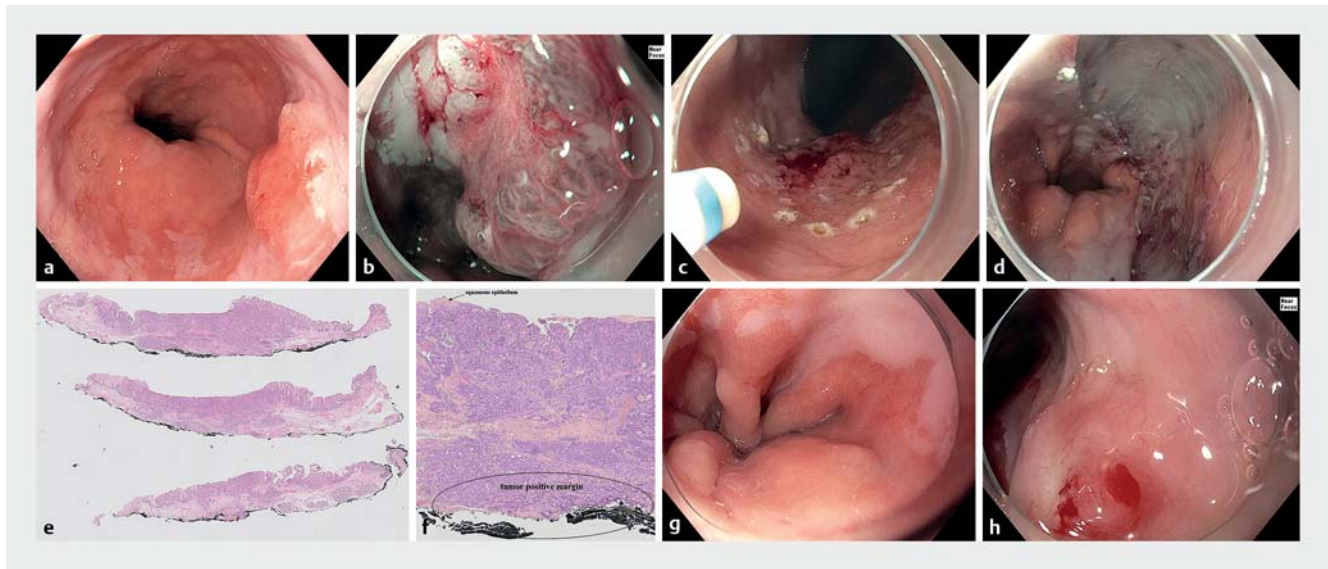 Near
Focus
a
b
c
d
squamous epithelium
tumor positive margin
Near
Focus
e
f
g
h